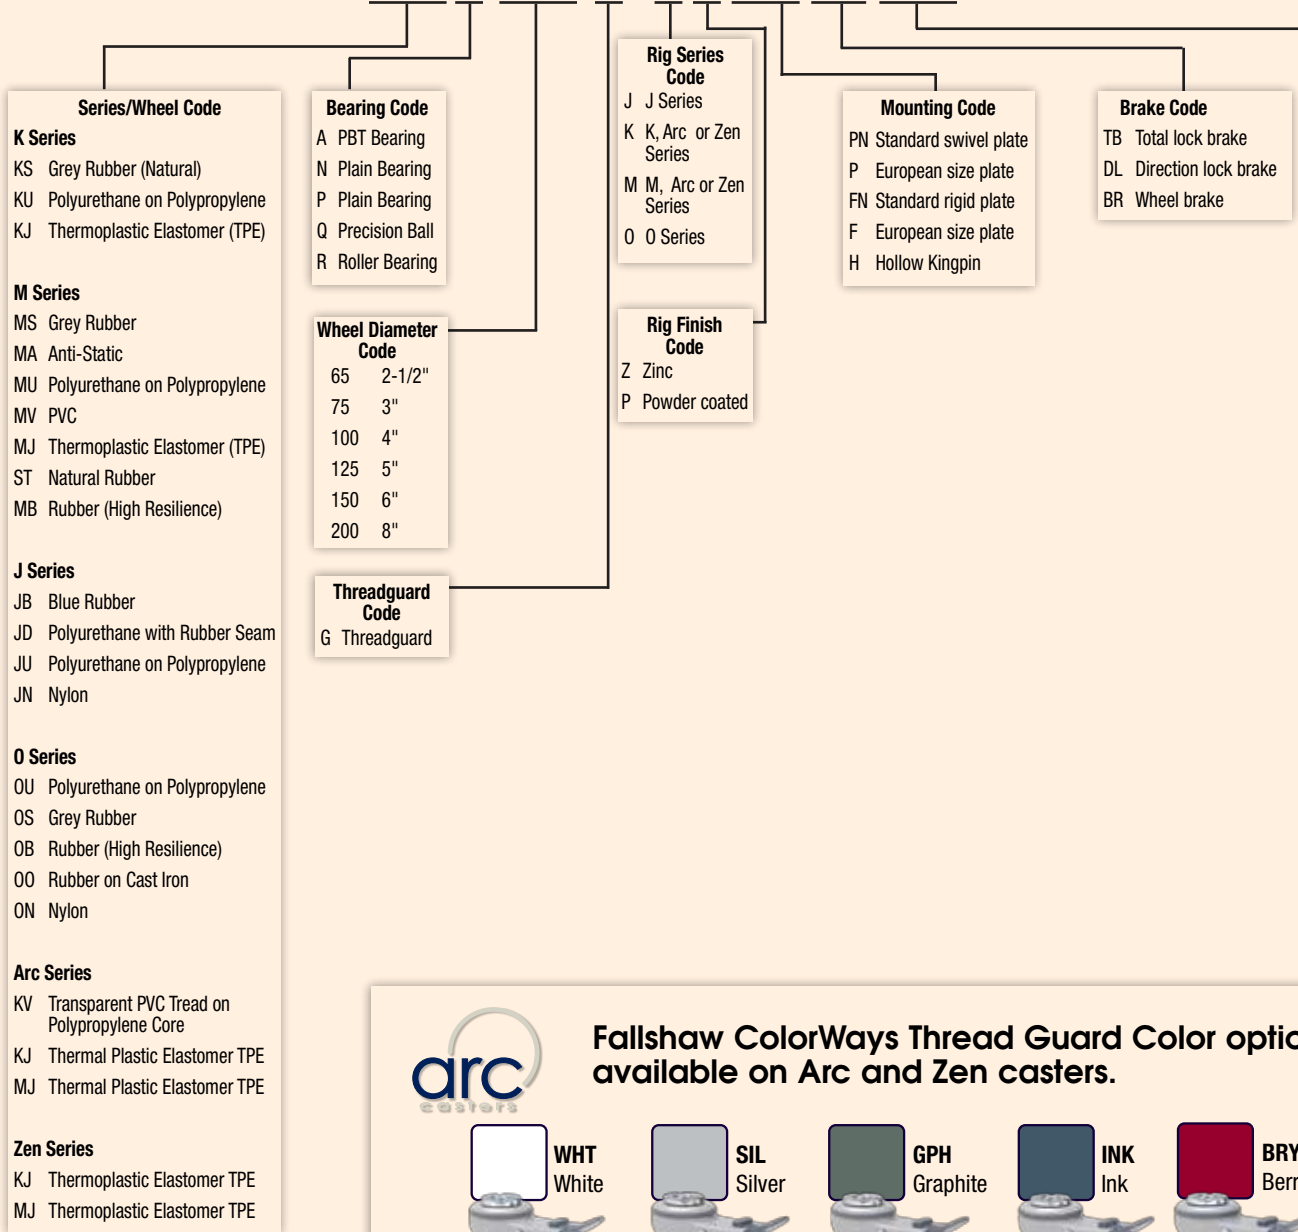 Series/Wheel Code
K Series
KS Grey Rubber (Natural)
KU Polyurethane on Polypropylene
KJ Thermoplastic Elastomer (TPE)
M Series
MS Grey Rubber
MA Anti-Static
MU Polyurethane on Polypropylene
MV PVC
MJ Thermoplastic Elastomer (TPE)
ST Natural Rubber
MB Rubber (High Resilience)
J Series
JB Blue Rubber
JD Polyurethane with Rubber Seam
JU Polyurethane on Polypropylene
JN Nylon
O Series
OU Polyurethane on Polypropylene
OS Grey Rubber
OB Rubber (High Resilience)
OO Rubber on Cast Iron
ON Nylon
Arc Series
KV Transparent PVC Tread on
Polypropylene Core
KJ Thermal Plastic Elastomer TPE
MJ Thermal Plastic Elastomer TPE
Zen Series
KJ Thermoplastic Elastomer TPE
MJ Thermoplastic Elastomer TPE
Bearing Code
A PBT Bearing
N Plain Bearing
P Plain Bearing
Q Precision Ball
R Roller Bearing
Wheel Diameter
Code
65 2-1/2"
75 3"
100 4"
125 5"
150 6"
200 8"
Threadguard
Code
G Threadguard
Rig Series
Code
J J Series
K K, Arc or Zen
Series
M M, Arc or Zen
Series
O O Series
Rig Finish
Code
Z Zinc
P Powder coated
Mounting Code
PN Standard swivel plate
P European size plate
FN Standard rigid plate
F European size plate
H Hollow Kingpin
Brake Code
TB Total lock brake
DL Direction lock brake
BR Wheel brake
arc
casters
Fallshaw ColorWays Thread Guard Color optio
available on Arc and Zen casters.
WHT
White
SIL
Silver
GPH
Graphite
INK
Ink
BRY
Berr